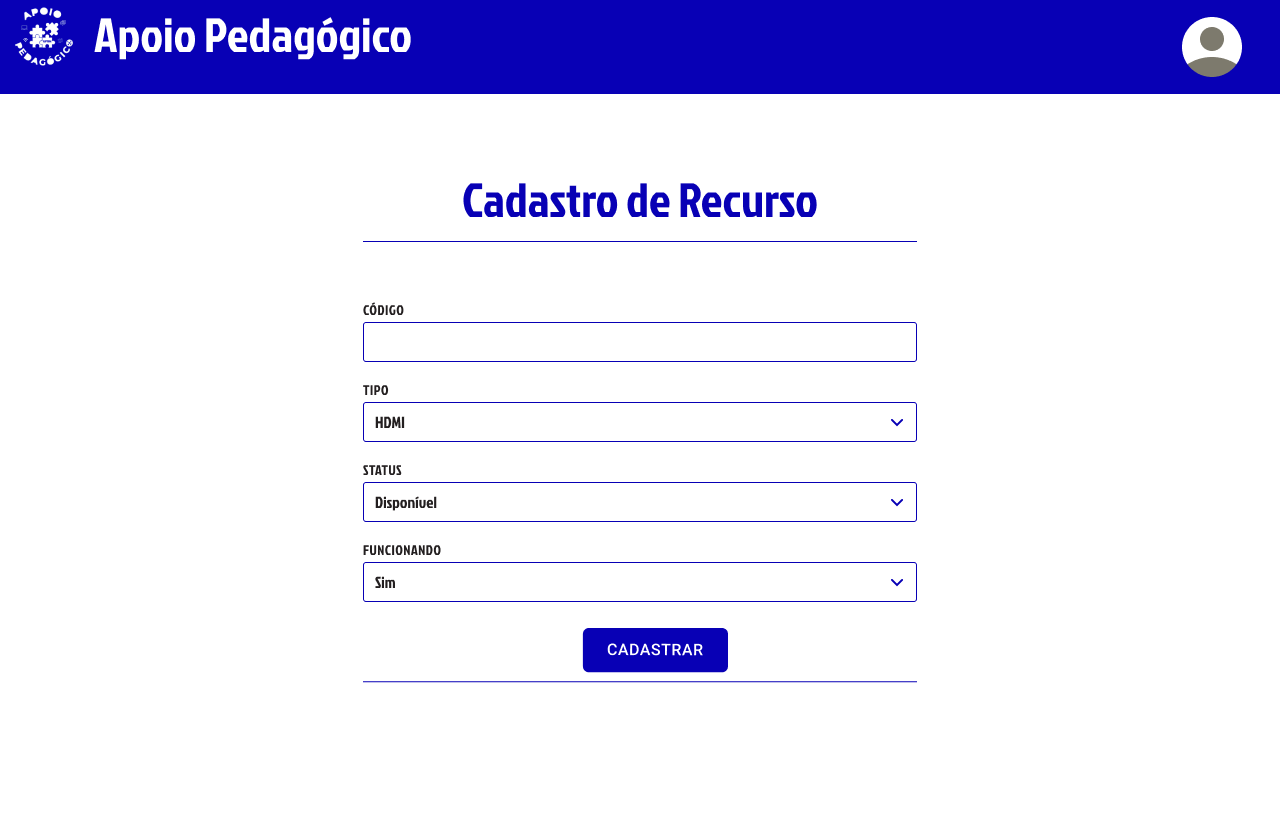 APOIO
PEDAGÓGICO
Apoio Pedagógico
Cadastro de Recurso
CÓDIGO
TIPO
HDMI
STATUS
Disponível
FUNCIONANDO
Sim
CADASTRAR